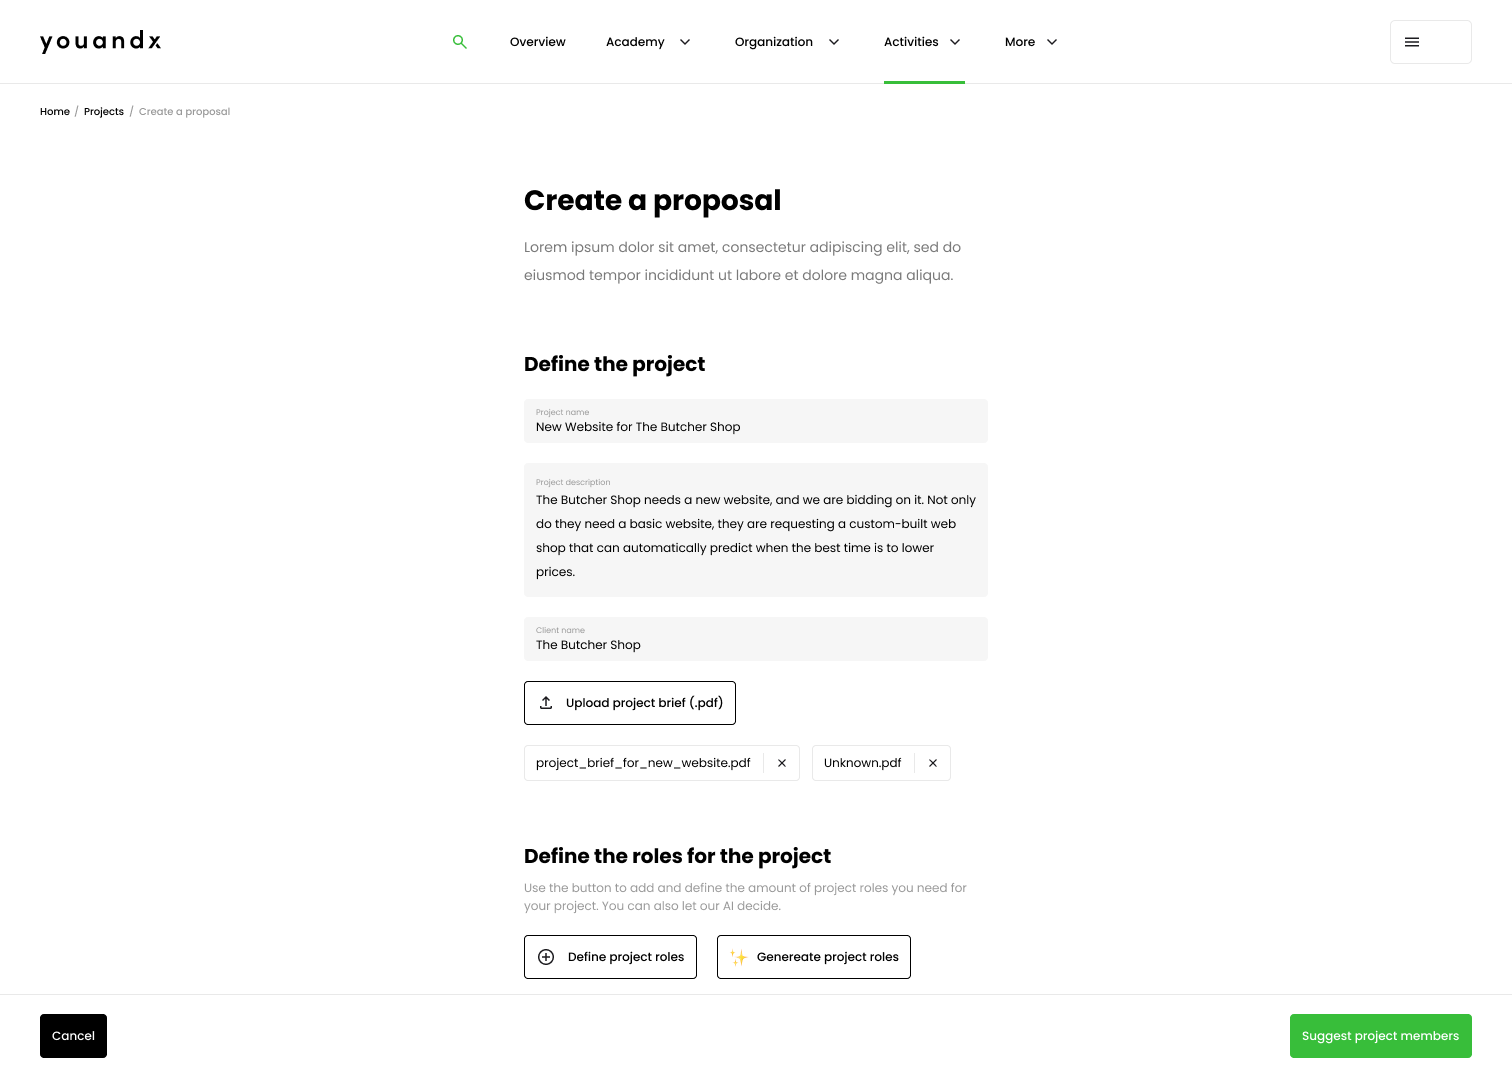 youandx
Overview
Academy
Organization
Activities
More
Home / Projects / Create a proposal
Create a proposal
Lorem ipsum dolor sit amet, consectetur adipiscing elit, sed do
eiusmod tempor incididunt ut labore et dolore magna aliqua.
Define the project
Project name
New Website for The Butcher Shop
Project description
The Butcher Shop needs a new website, and we are bidding on it. Not only
do they need a basic website, they are requesting a custom-built web
shop that can automatically predict when the best time is to lower
prices.
Client name
The Butcher Shop
Upload project brief (.pdf)
project_brief_for_new_website.pdf
Unknown.pdf
Define the roles for the project
Use the button to add and define the amount of project roles you need for
your project. You can also let our AI decide.
Define project roles
Genereate project roles
Cancel
Suggest project members